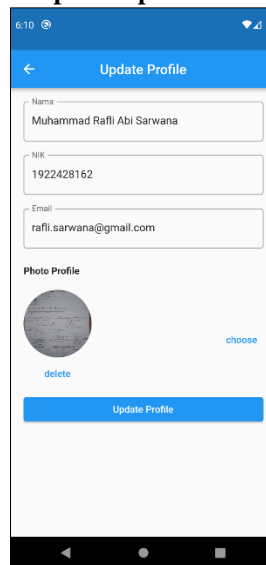 6:10
Update Profile
Nama
Muhammad Rafli Abi Sarwana
NIK
1922428162
Email
rafli.sarwana@gmail.com
Photo Profile
choose
delete
Update Profile